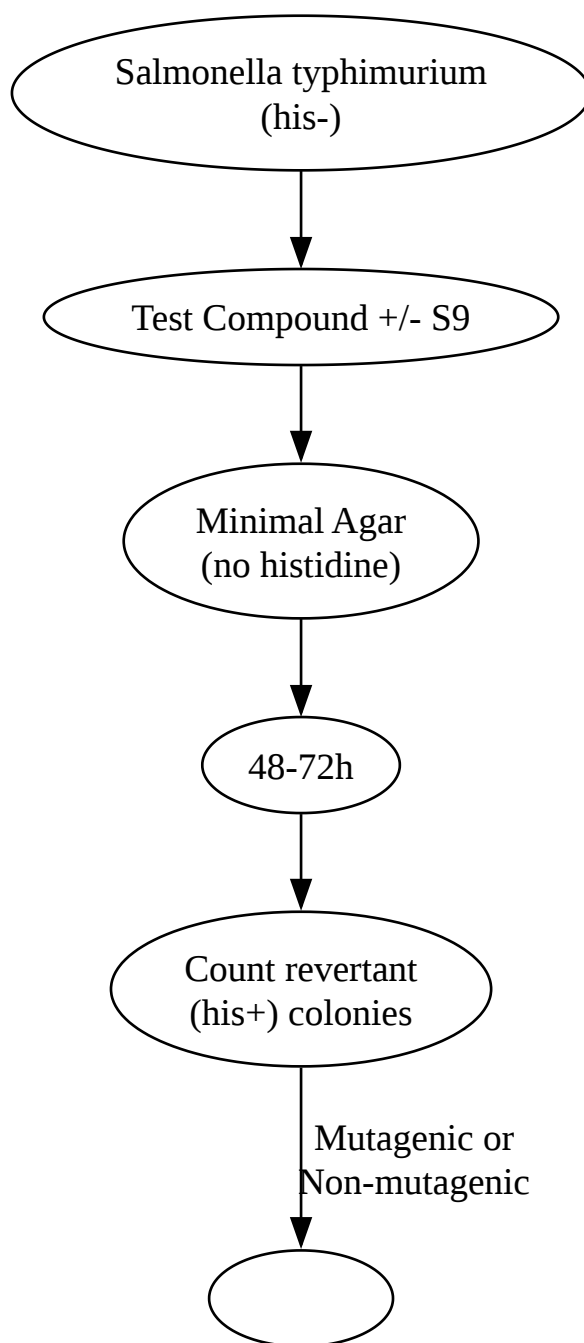 Salmonella typhimurium
(his-)
Test Compound +/- S9
Minimal Agar
(no histidine)
48-72h
Count revertant
(his+) colonies
Mutagenic or
Non-mutagenic